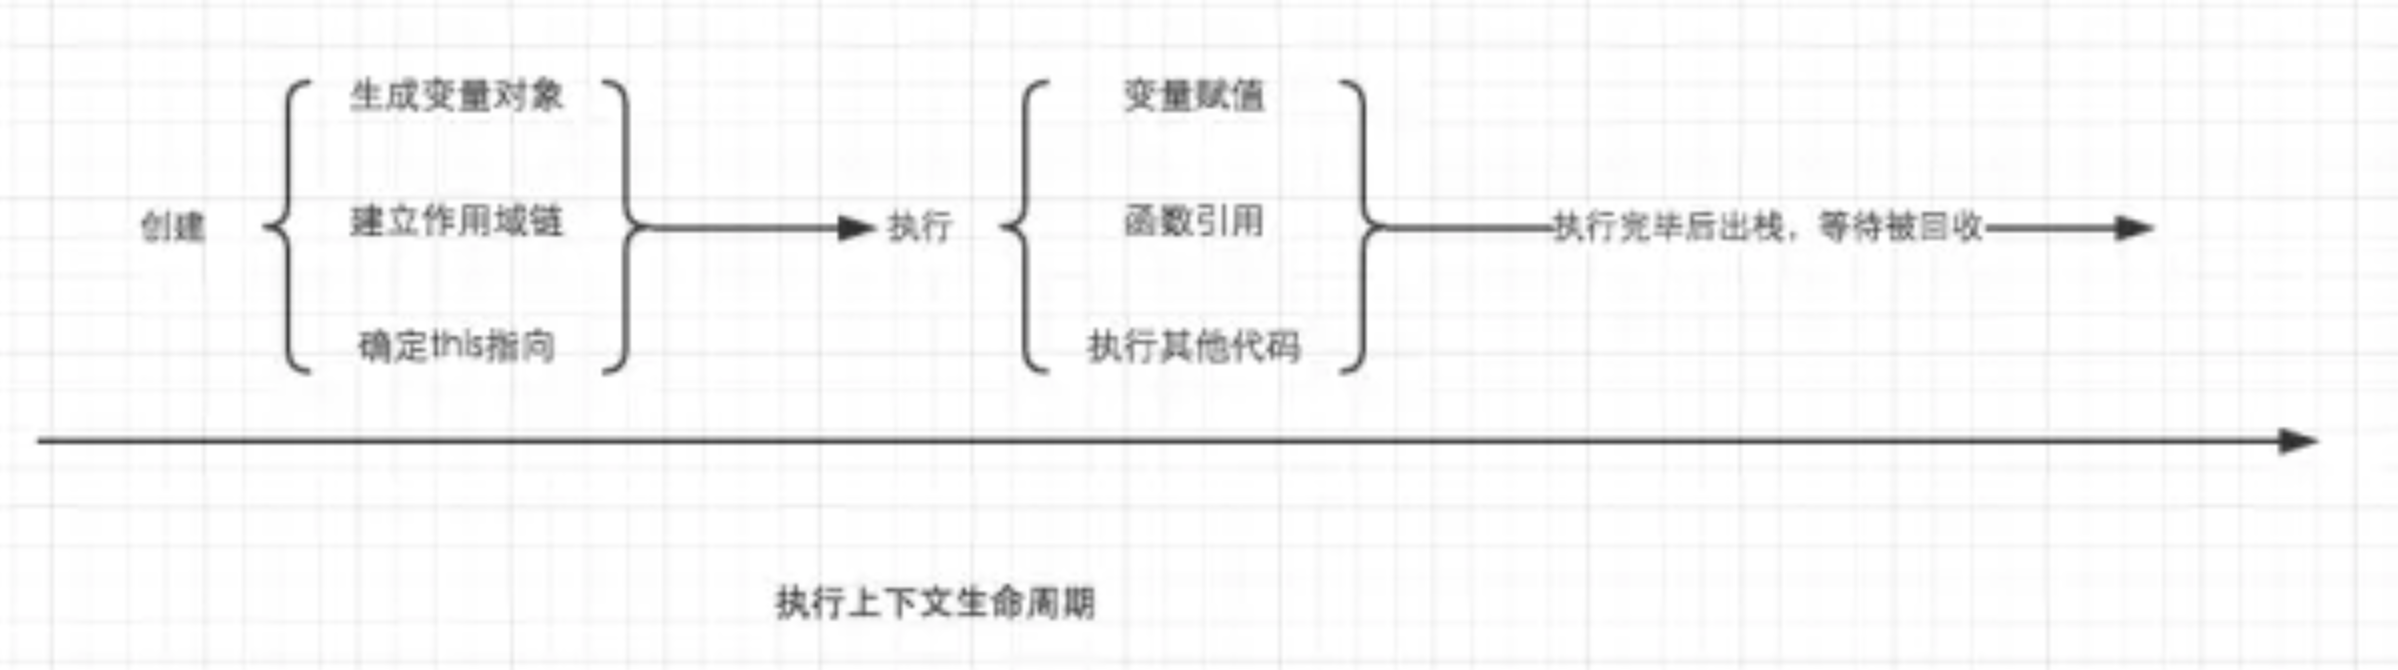 创建
生成变量对象
建立作用域链
确定this指向
执行
变量赋值
函数引用
执行其他代码
执行完毕后出栈，等待被回收
执行上下文生命周期